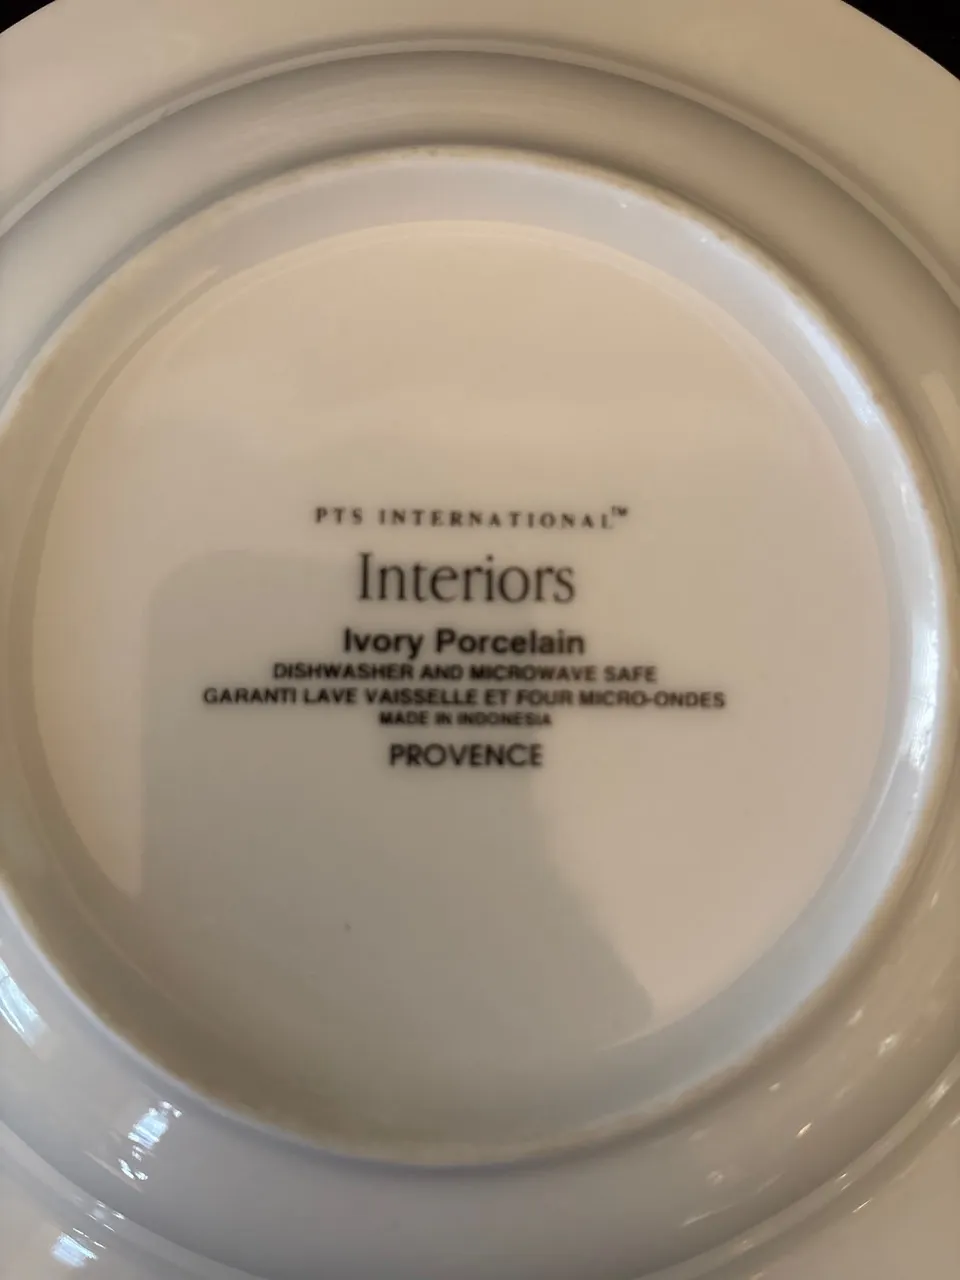 PTS INTERNATIONAL™
Interiors
Ivory Porcelain
DISHWASHER AND MICROWAVE SAFE
GARANTI LAVE VAISSELLE ET FOUR MICRO-ONDES
MADE IN INDONESIA
PROVENCE